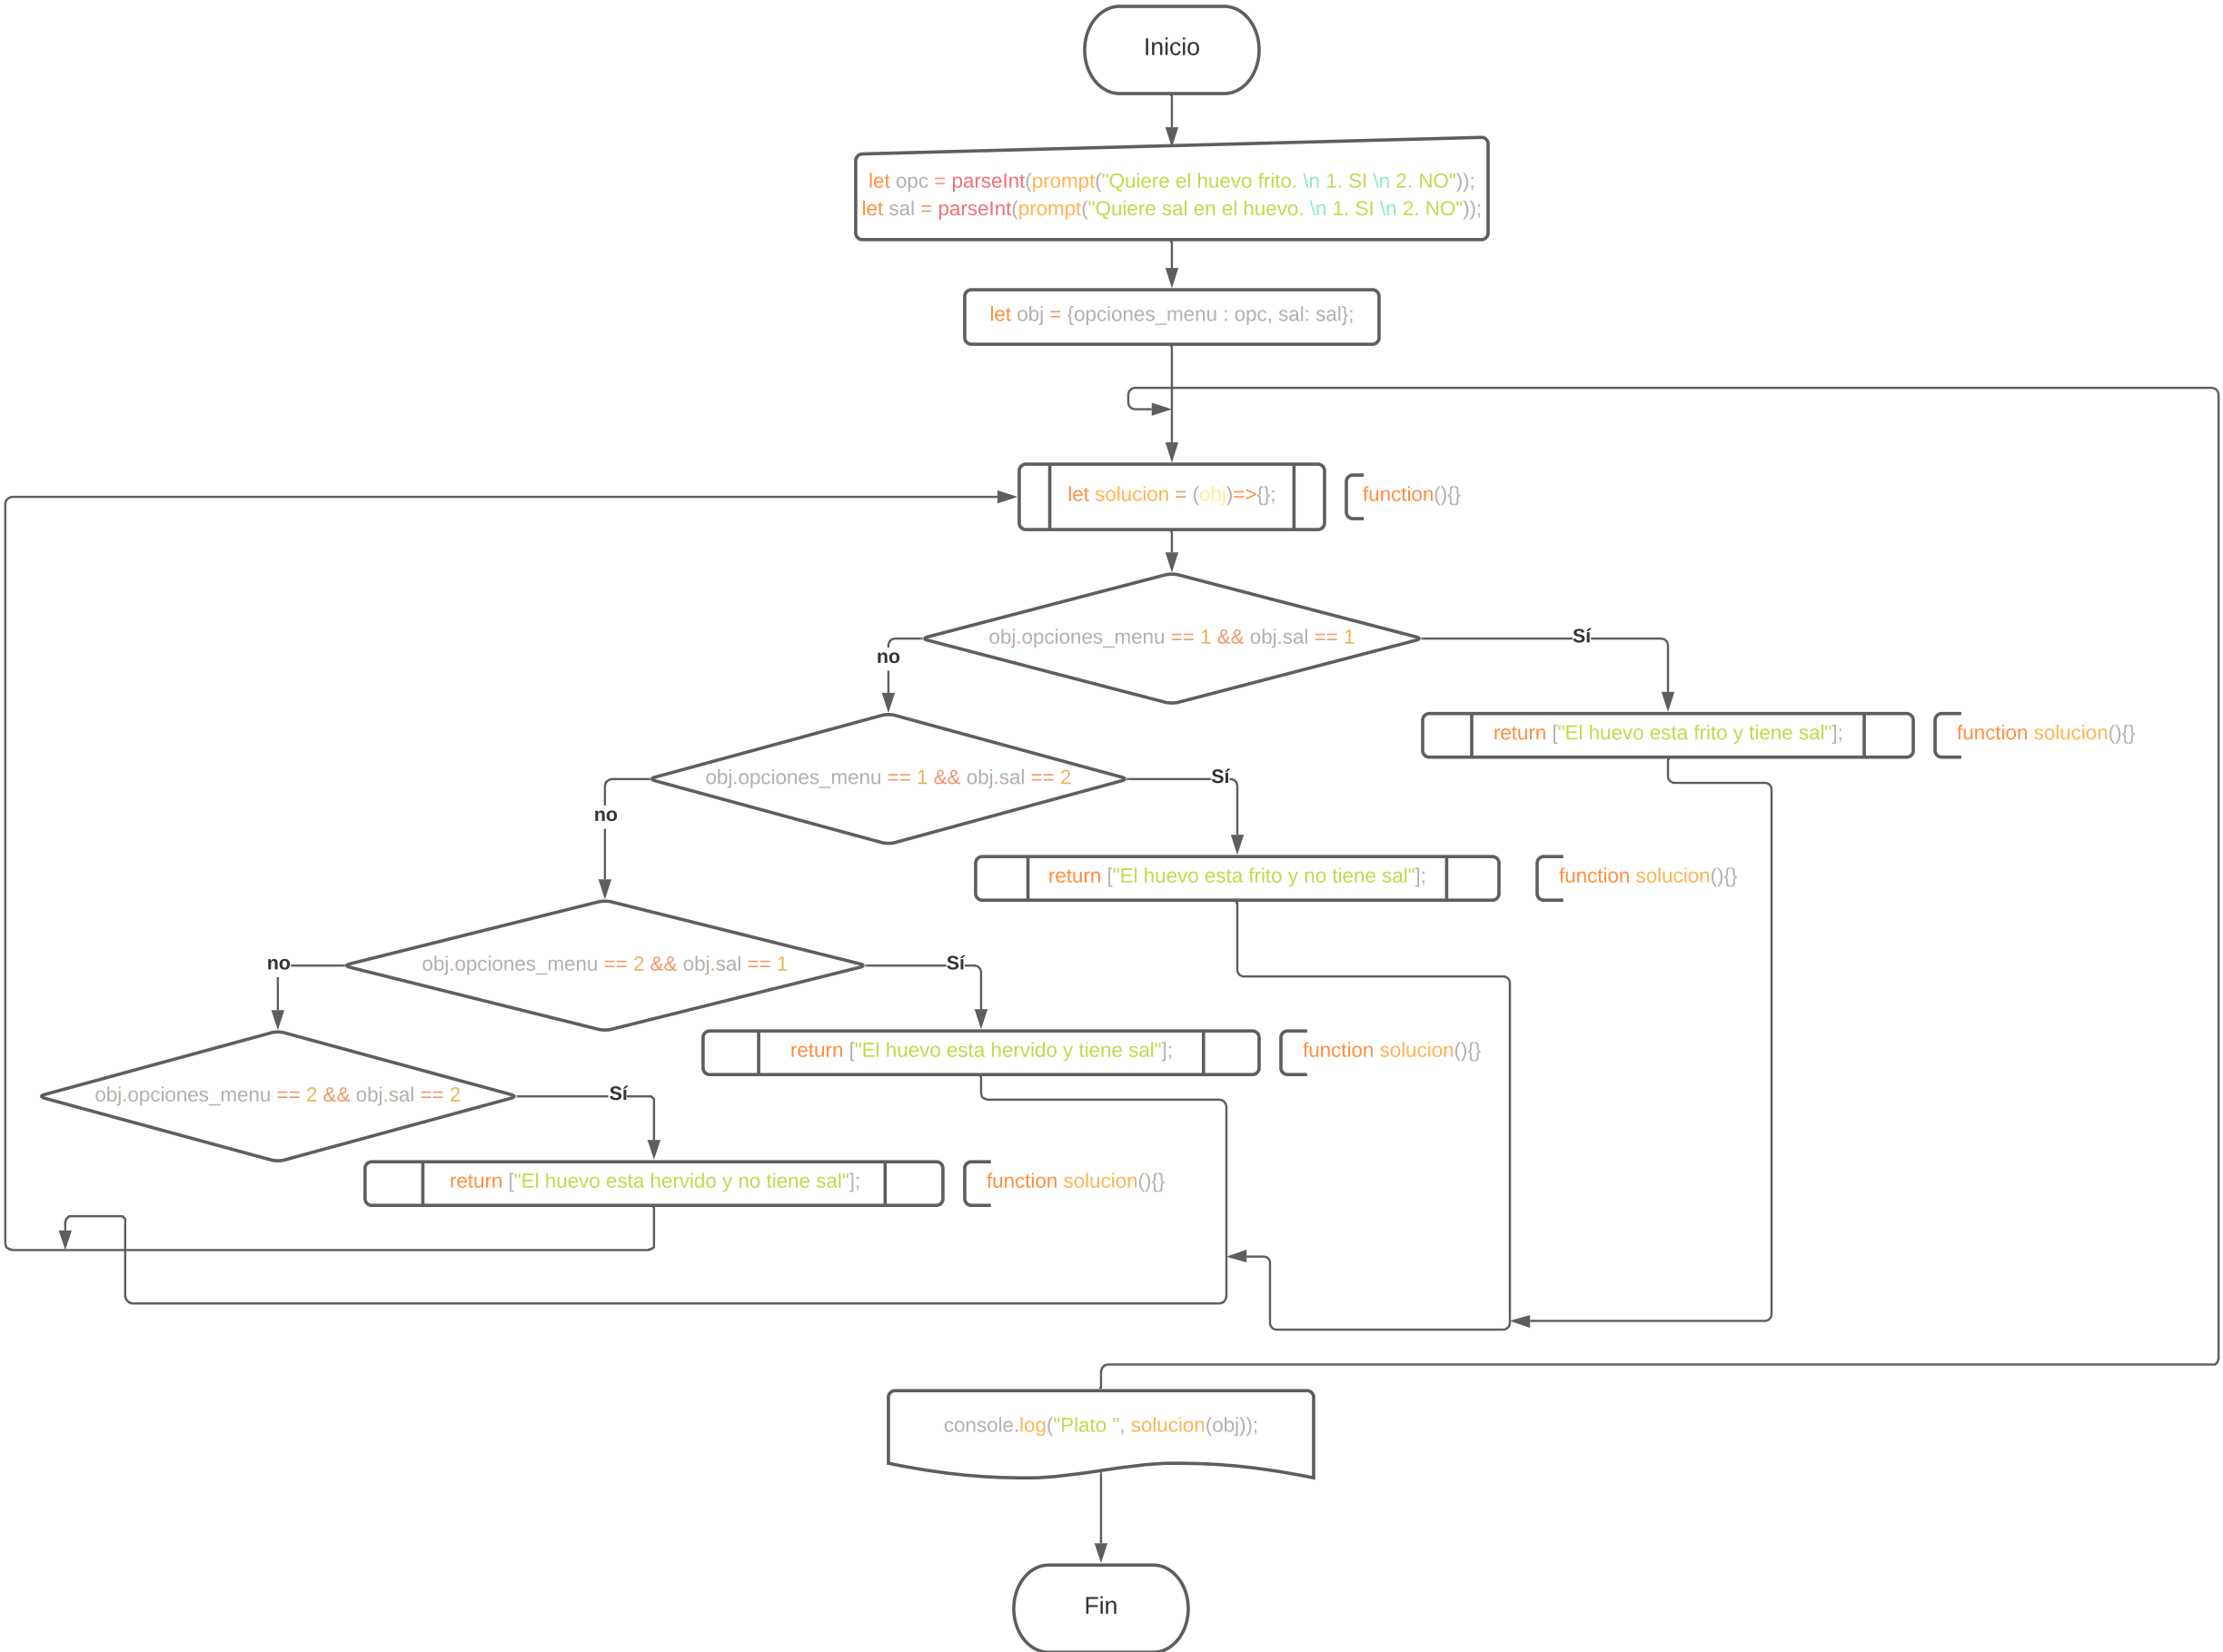 Inicio
let opc = parseInt(prompt("Quiere el huevo frito. \n 1. SI \n 2. NO"));
let sal = parseInt(prompt("Quiere sal en el huevo. \n 1. SI \n 2. NO"));
let obj = {opciones_menu : opc, sal: sal};
let solucion = (obj)=>{};
function(){}
obj.opciones_menu == 1 && obj.sal == 1
Sí
no
return ["El huevo esta frito y tiene sal"];
function solucion(){}
obj.opciones_menu == 1 && obj.sal == 2
Sí
no
return ["El huevo esta frito y no tiene sal"];
function solucion(){}
obj.opciones_menu == 2 && obj.sal == 1
Sí
no
return ["El huevo esta hervido y tiene sal"];
function solucion(){}
obj.opciones_menu == 2 && obj.sal == 2
Sí
return ["El huevo esta hervido y no tiene sal"];
function solucion(){}
console.log("Plato ", solucion(obj));
Fin